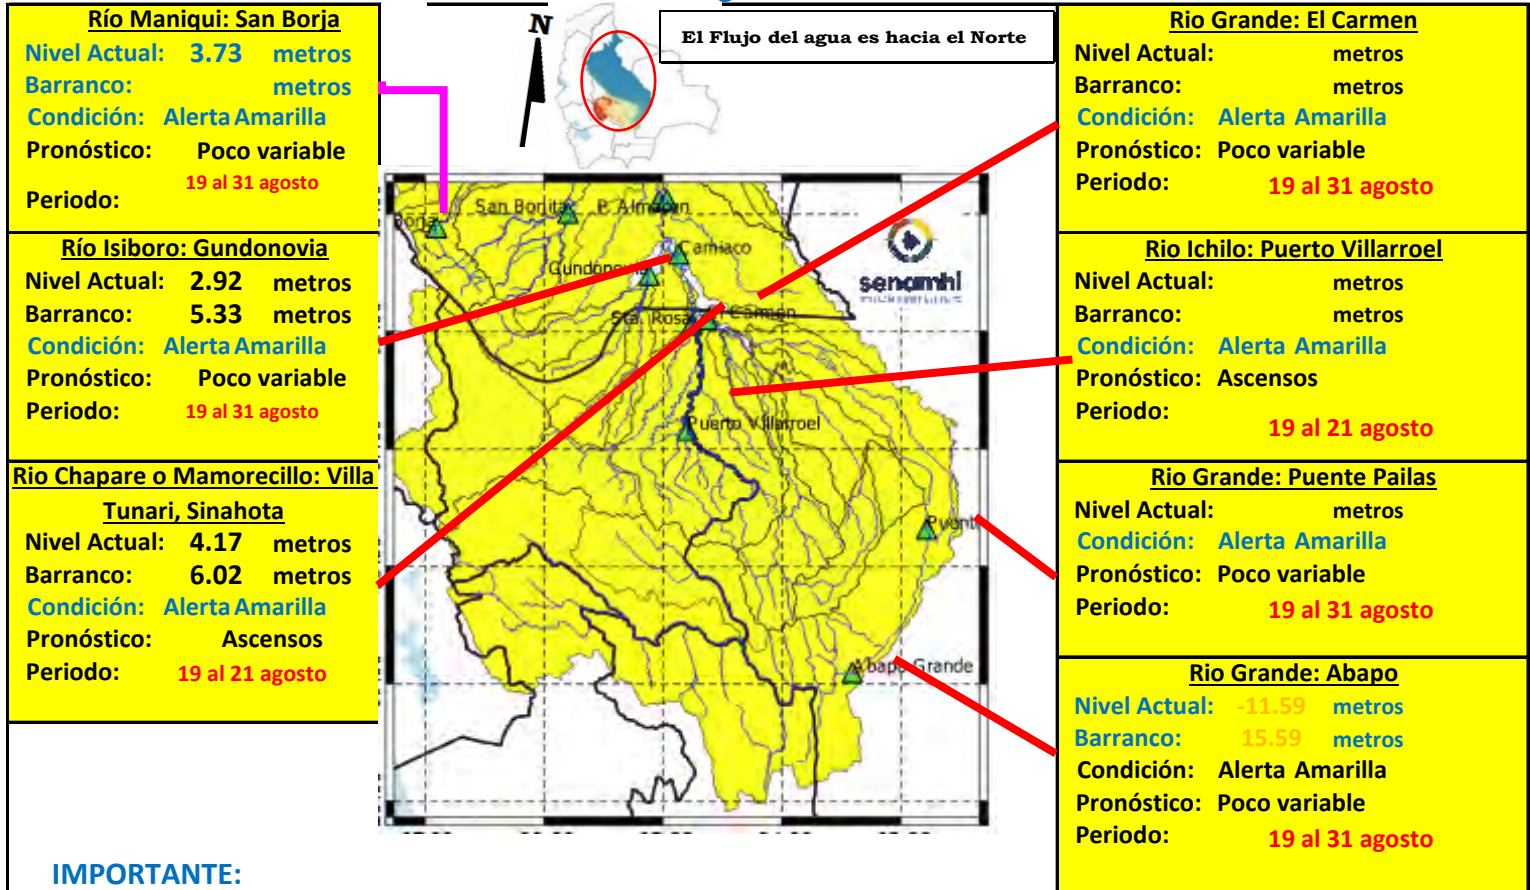 Río Maniqui: San Borja
Nivel Actual: 3.73 metros
Barranco: metros
Condición: Alerta Amarilla
Pronóstico: Poco variable
19 al 31 agosto
Periodo:
Río Isiboro: Gundonovia
Nivel Actual: 2.92 metros
Barranco: 5.33 metros
Condición: Alerta Amarilla
Pronóstico: Poco variable
Periodo: 19 al 31 agosto
Rio Chapare o Mamorecillo: Villa
Tunari, Sinahota
Nivel Actual: 4.17 metros
Barranco: 6.02 metros
Condición: Alerta Amarilla
Pronóstico: Ascensos
Periodo: 19 al 21 agosto
IMPORTANTE:
N
El Flujo del agua es hacia el Norte
San Bonita
P. Almacen
Borja
Camiaco
Gundonovia
senamhi
Sta. Rosa
Carmen
Puerto Villarroel
Puent
Abapo Grande
Rio Grande: El Carmen
Nivel Actual: metros
Barranco: metros
Condición: Alerta Amarilla
Pronóstico: Poco variable
Periodo: 19 al 31 agosto
Rio Ichilo: Puerto Villarroel
Nivel Actual: metros
Barranco: metros
Condición: Alerta Amarilla
Pronóstico: Ascensos
Periodo:
19 al 21 agosto
Rio Grande: Puente Pailas
Nivel Actual: metros
Condición: Alerta Amarilla
Pronóstico: Poco variable
Periodo: 19 al 31 agosto
Rio Grande: Abapo
Nivel Actual: -11.59 metros
Barranco: 15.59 metros
Condición: Alerta Amarilla
Pronóstico: Poco variable
Periodo: 19 al 31 agosto